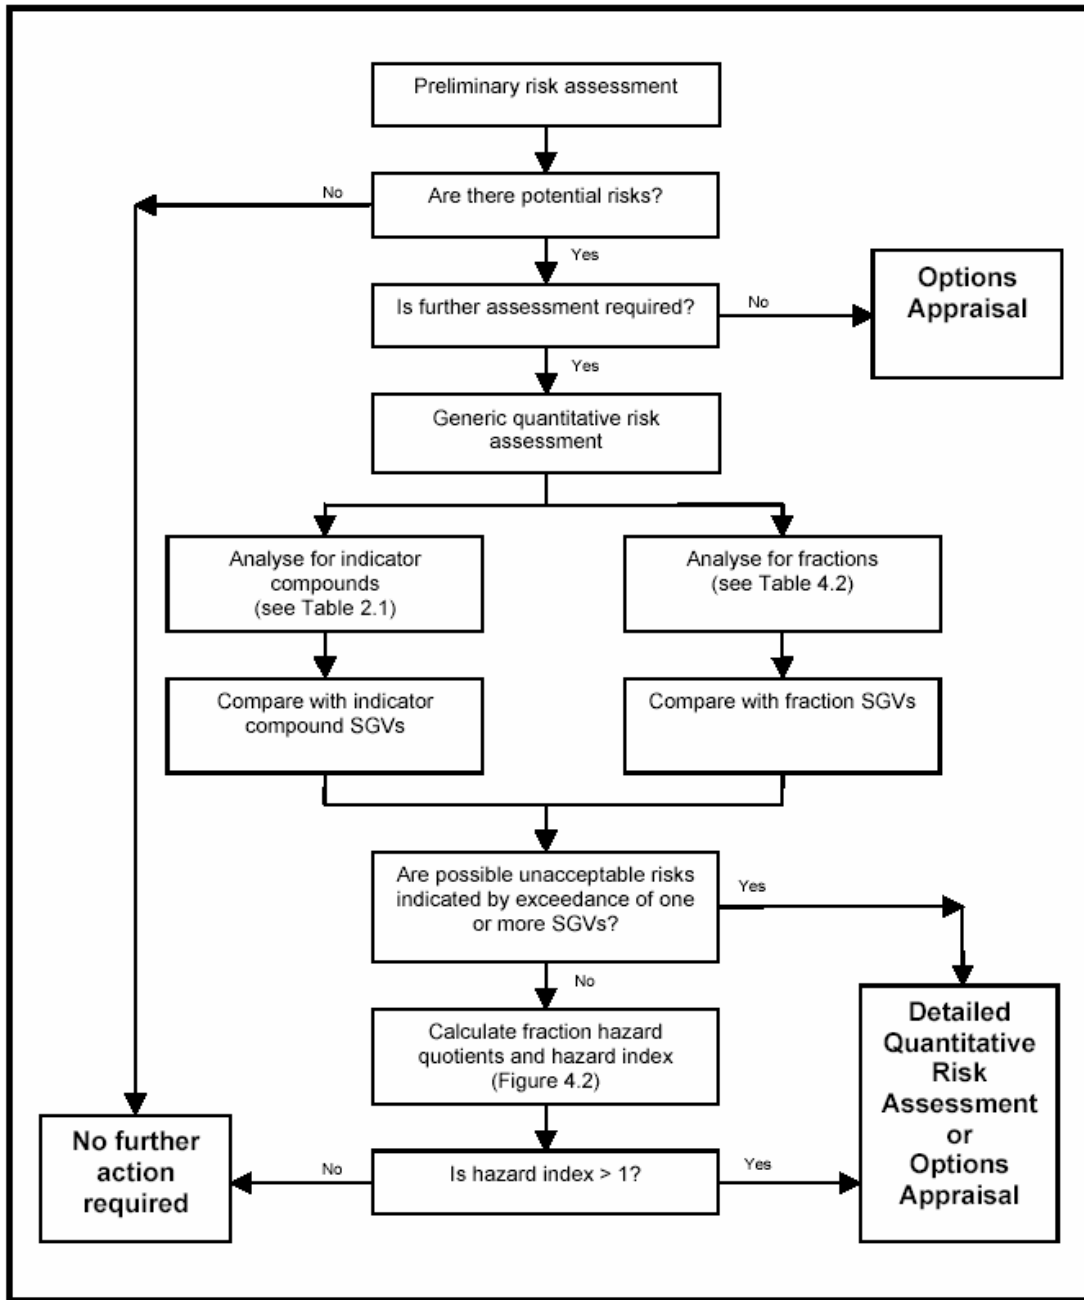 Preliminary risk assessment
Are there potential risks?
No
Yes
Is further assessment required?
No
Options
Appraisal
Yes
Generic quantitative risk
assessment
Analyse for indicator
compounds
(see Table 2.1)
Analyse for fractions
(see Table 4.2)
Compare with indicator
compound SGVs
Compare with fraction SGVs
Are possible unacceptable risks
indicated by exceedance of one
or more SGVs?
Yes
No
Calculate fraction hazard
quotients and hazard index
(Figure 4.2)
Detailed
Quantitative
Risk
Assessment
or
Options
Appraisal
Is hazard index > 1?
No
Yes
No further
action
required